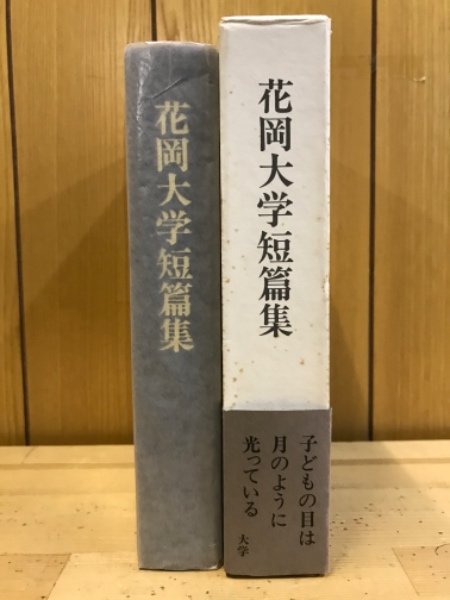 花岡大学短篇集
花岡大学短篇集
子どもの目は
月のように
光っている
大学